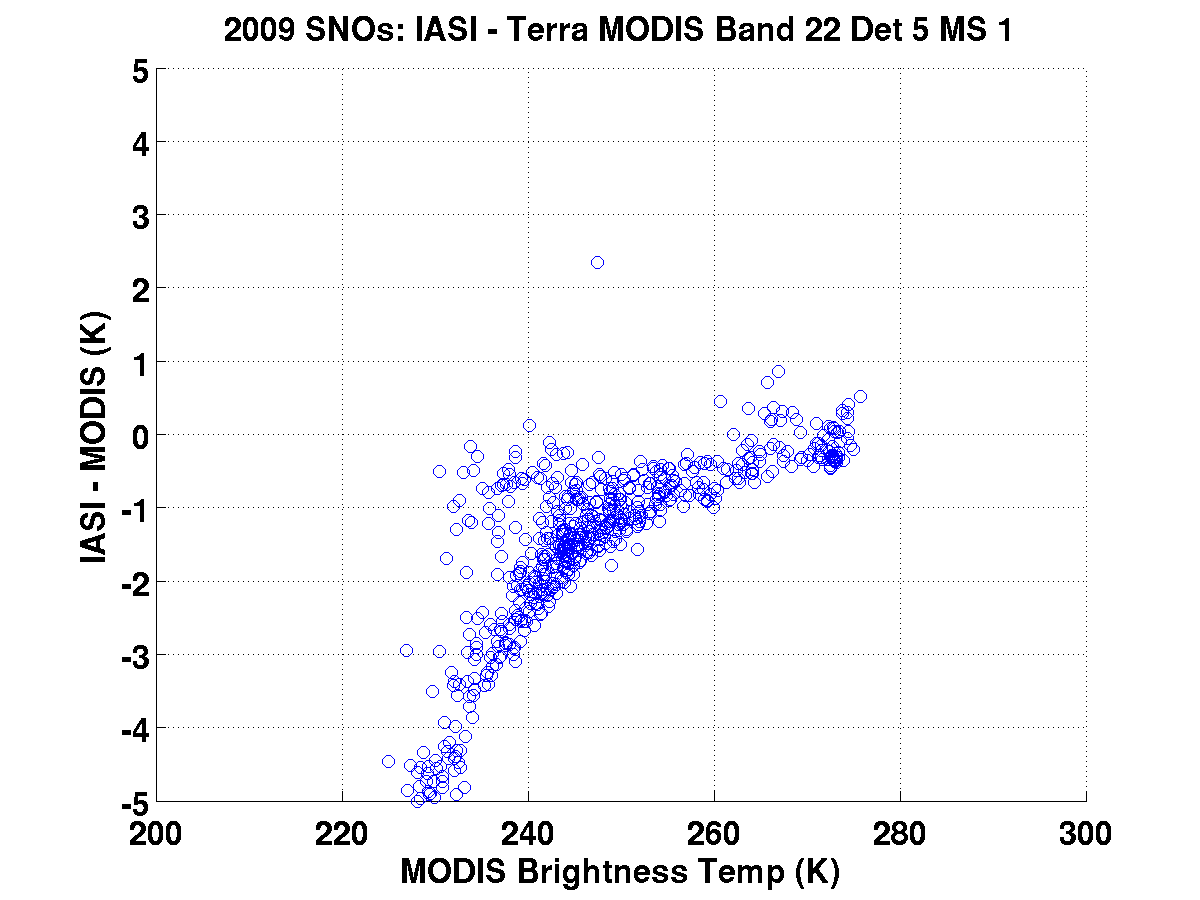 2009 SNOs: IASI - Terra MODIS Band 22 Det 5 MS 1
5
4
3
2
1
0
-1
-2
-3
-4
-5
IASI - MODIS (K)
200 220 240 260 280 300
MODIS Brightness Temp (K)